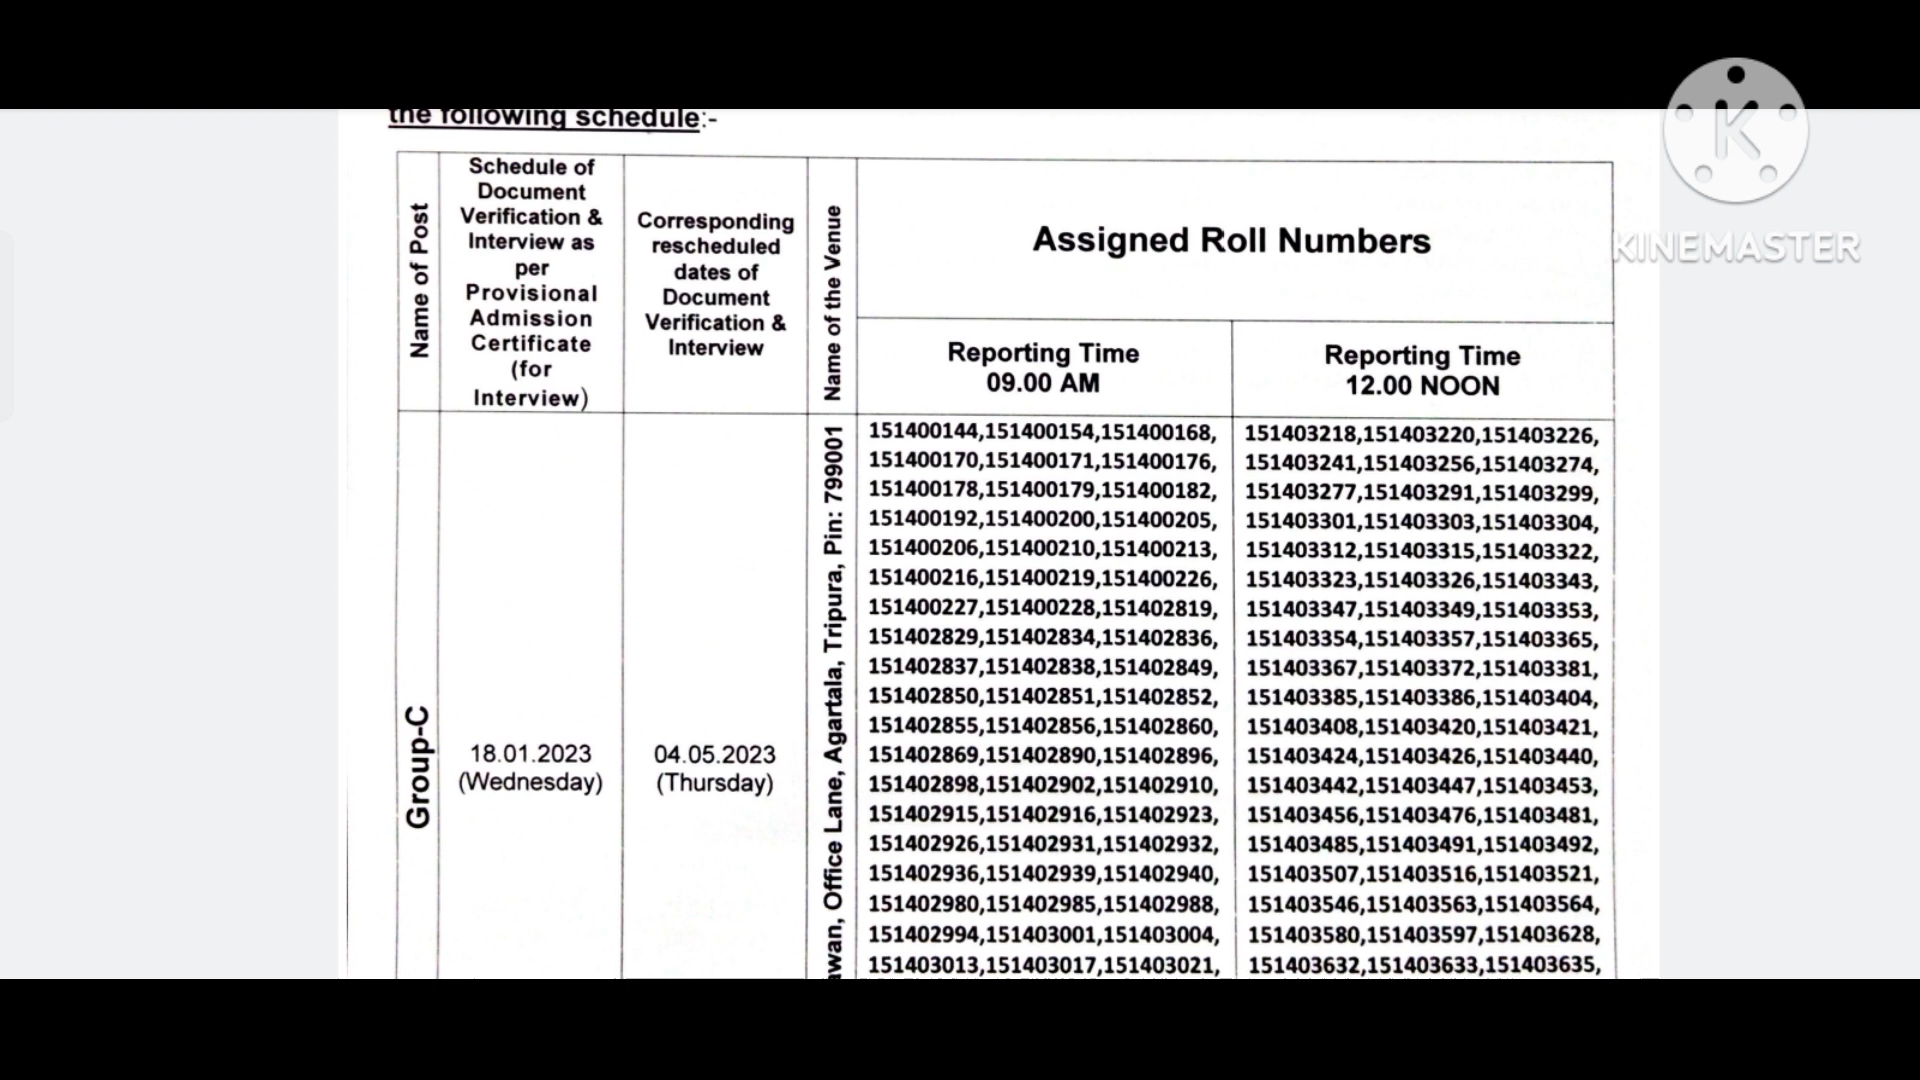 the following schedule:-
Name of Post
Schedule of
Document
Verification &
Interview as
per
Provisional
Admission
Certificate
(for
Interview)
Corresponding
rescheduled
dates of
Document
Verification &
Interview
Name of the Venue
Assigned Roll Numbers
Reporting Time
09.00 AM
Reporting Time
12.00 NOON
Group-C
18.01.2023
(Wednesday)
04.05.2023
(Thursday)
Office Lane, Agartala, Tripura, Pin: 799001
151400144,151400154,151400168,
151400170,151400171,151400176,
151400178,151400179,151400182,
151400192,151400200,151400205,
151400206,151400210,151400213,
151400216,151400219,151400226,
151400227,151400228,151402819,
151402829,151402834,151402836,
151402837,151402838,151402849,
151402850,151402851,151402852,
151402855,151402856,151402860,
151402869,151402890,151402896,
151402898,151402902,151402910,
151402915,151402916,151402923,
151402926,151402931,151402932,
151402936,151402939,151402940,
151402980,151402985,151402988,
151402994,151403001,151403004,
151403013,151403017,151403021,
151403218,151403220,151403226,
151403241,151403256,151403274,
151403277,151403291,151403299,
151403301,151403303,151403304,
151403312,151403315,151403322,
151403323,151403326,151403343,
151403347,151403349,151403353,
151403354,151403357,151403365,
151403367,151403372,151403381,
151403385,151403386,151403404,
151403408,151403420,151403421,
151403424,151403426,151403440,
151403442,151403447,151403453,
151403456,151403476,151403481,
151403485,151403491,151403492,
151403507,151403516,151403521,
151403546,151403563,151403564,
151403580,151403597,151403628,
151403632,151403633,151403635,
K
KINEMASTER